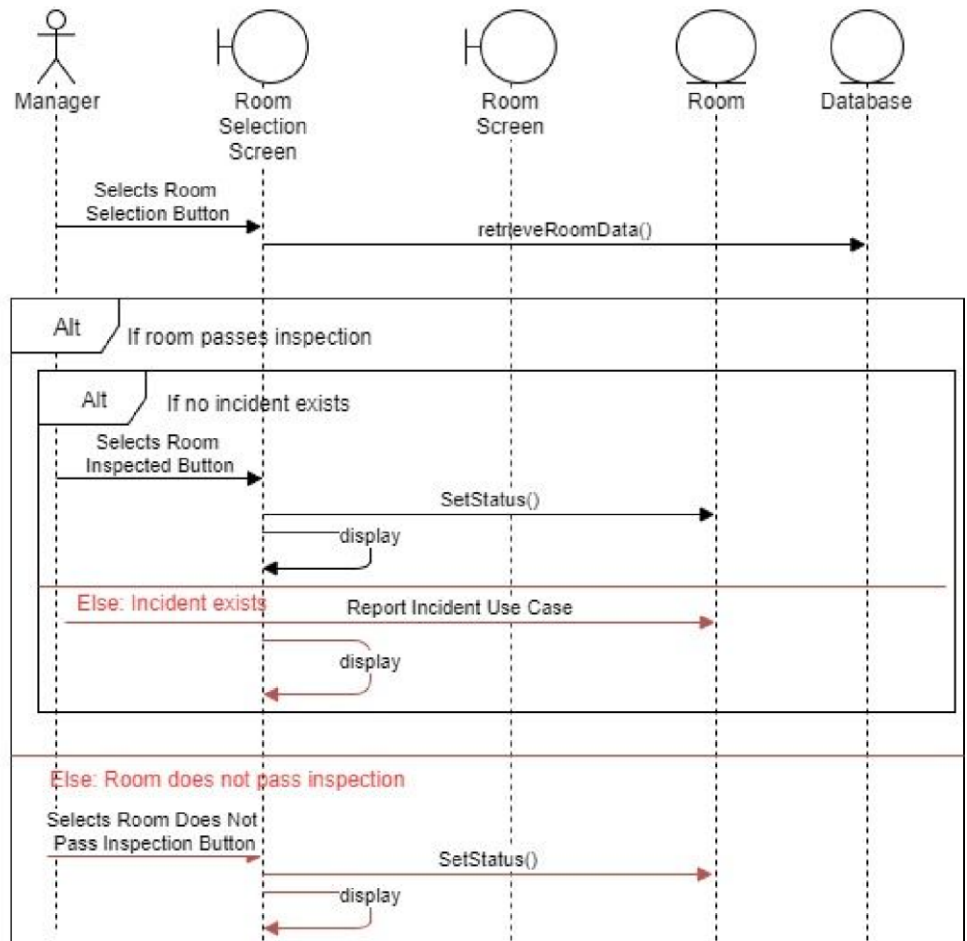 Manager
Room
Selection
Screen
Room
Screen
Room
Database
Selects Room
Selection Button
retrieveRoomData()
Alt
If room passes inspection
Alt
If no incident exists
Selects Room
Inspected Button
SetStatus()
display
Else: Incident exists
Report Incident Use Case
display
Else: Room does not pass inspection
Selects Room Does Not
Pass Inspection Button
SetStatus()
display